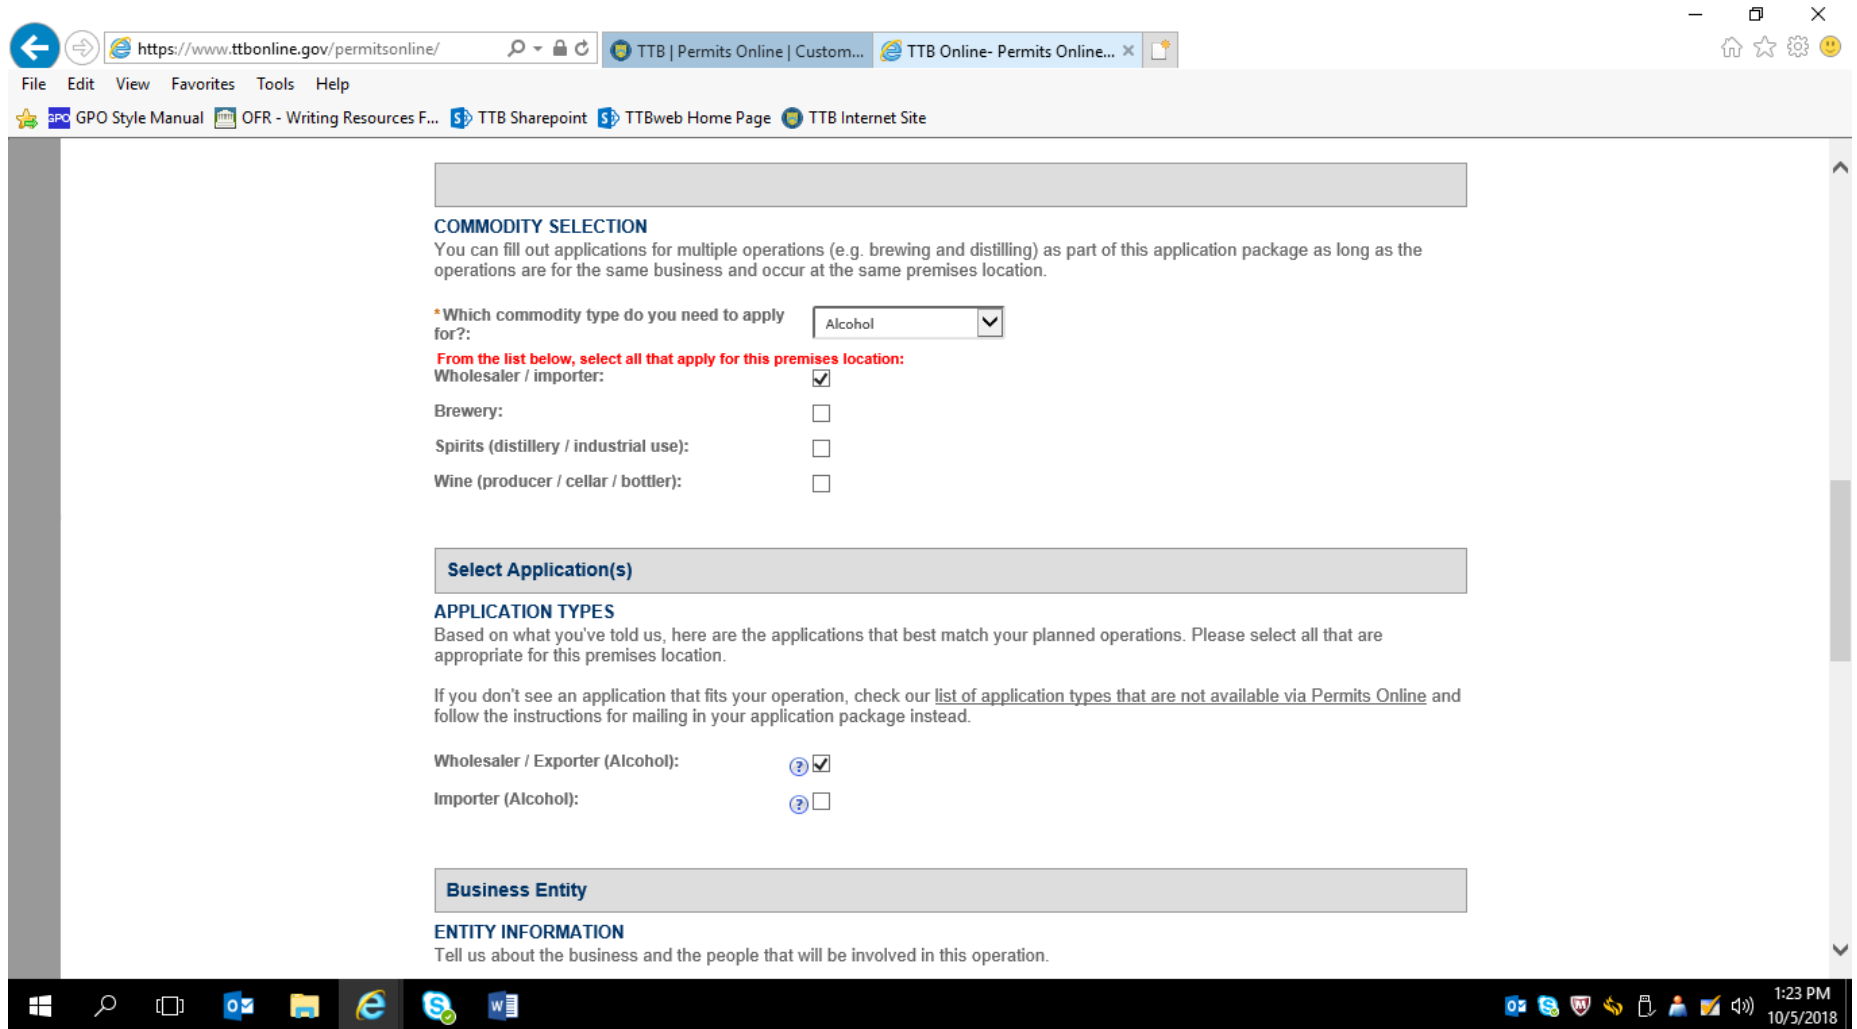 https://www.ttbonline.gov/permitsonline/
TTB | Permits Online | Custom...
TTB Online- Permits Online...
File Edit View Favorites Tools Help
GPO GPO Style Manual OFR - Writing Resources F... TTB Sharepoint TTBweb Home Page TTB Internet Site
COMMODITY SELECTION
You can fill out applications for multiple operations (e.g. brewing and distilling) as part of this application package as long as the
operations are for the same business and occur at the same premises location.
*Which commodity type do you need to apply
for?:
Alcohol
From the list below, select all that apply for this premises location:
Wholesaler / importer:
Brewery:
Spirits (distillery / industrial use):
Wine (producer / cellar / bottler):
Select Application(s)
APPLICATION TYPES
Based on what you've told us, here are the applications that best match your planned operations. Please select all that are
appropriate for this premises location.
If you don't see an application that fits your operation, check our list of application types that are not available via Permits Online and
follow the instructions for mailing in your application package instead.
Wholesaler / Exporter (Alcohol):
Importer (Alcohol):
Business Entity
ENTITY INFORMATION
Tell us about the business and the people that will be involved in this operation.
1:23 PM
10/5/2018